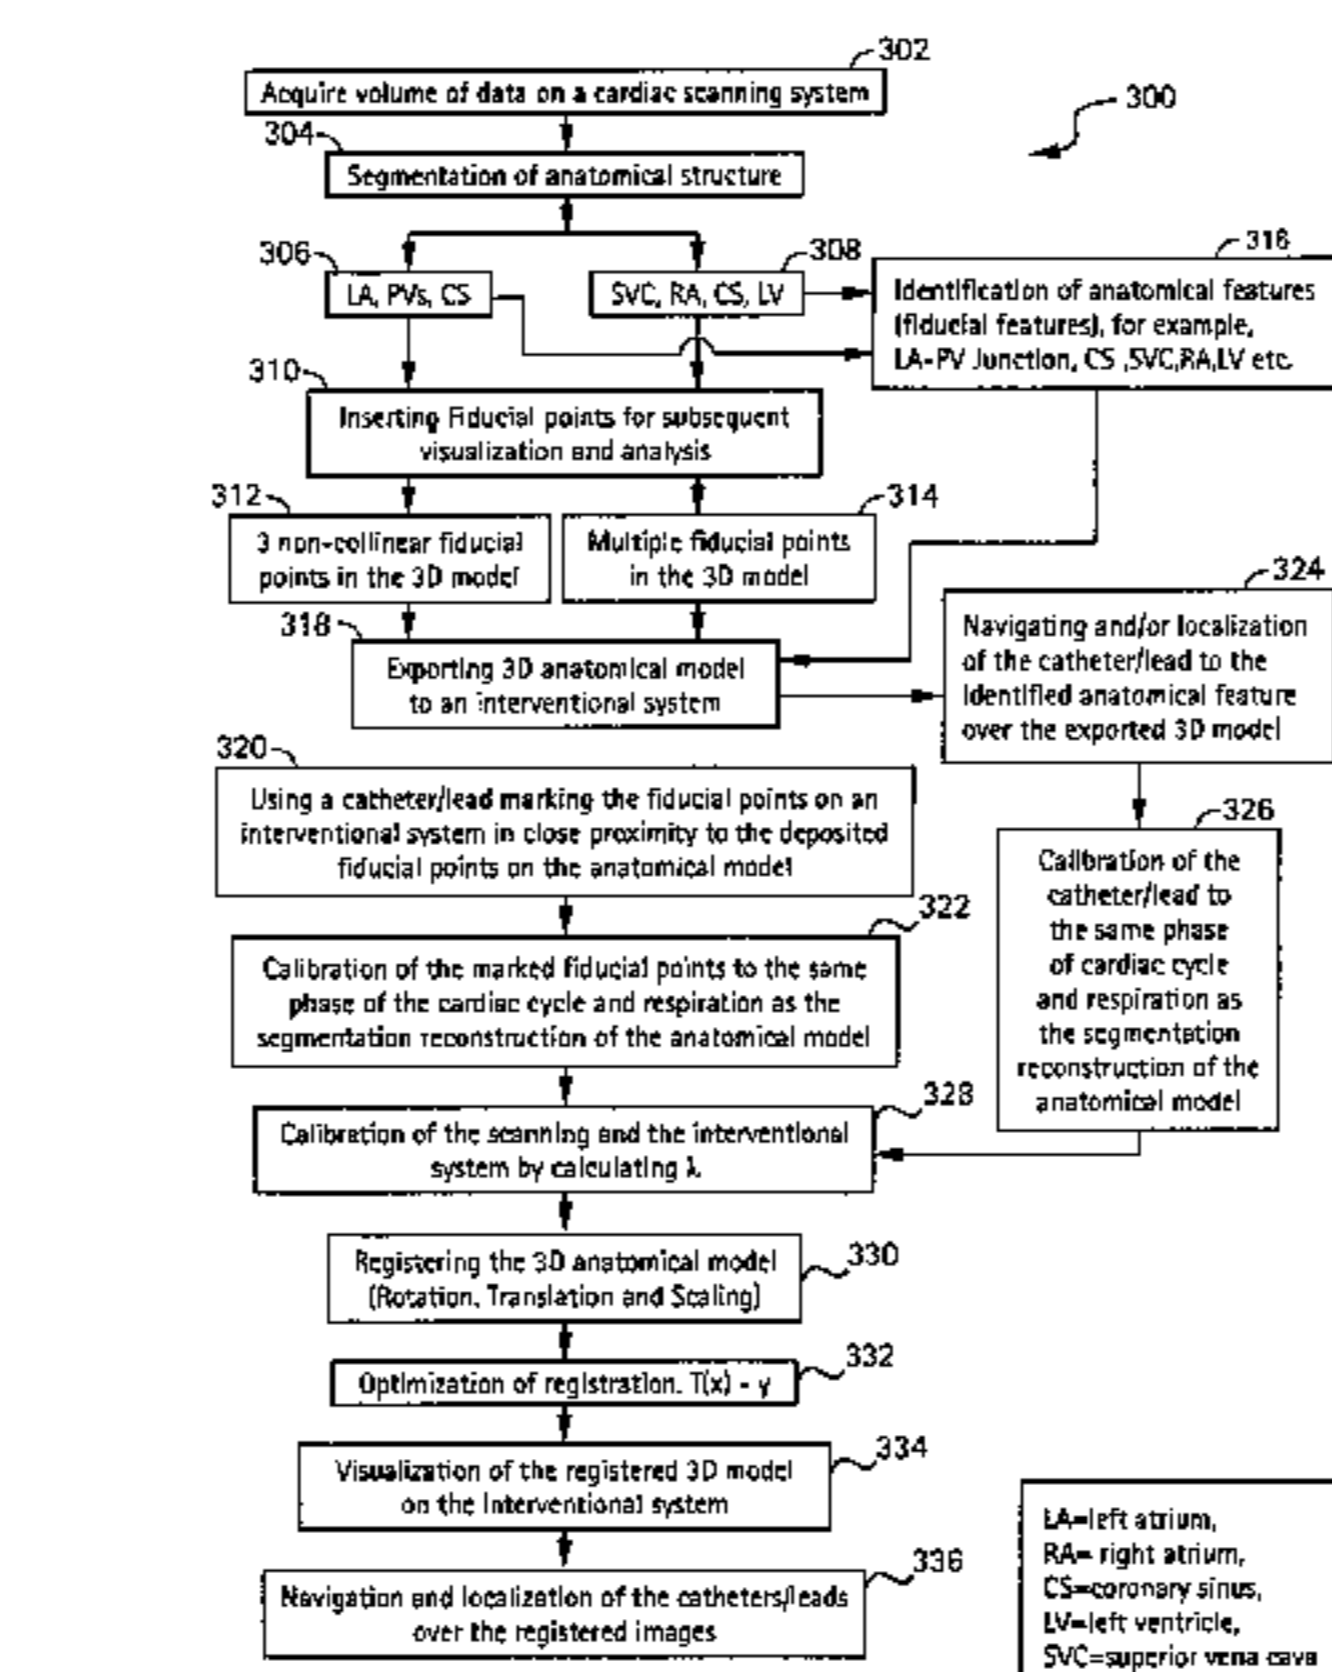 302
Acquire volume of data on a cardiac scanning system
300
304
Segmentation of anatomical structure
306
LA, PVs, CS
308
SVC, RA, CS, LV
316
Identification of anatomical features
(fiducial features), for example,
LA-PV Junction, CS ,SVC,RA,LV etc.
310
Inserting Fiducial points for subsequent
visualization and analysis
312
3 non-collinear fiducial
points in the 3D model
314
Multiple fiducial points
in the 3D model
318
Exporting 3D anatomical model
to an interventional system
324
Navigating and/or localization
of the catheter/lead to the
identified anatomical feature
over the exported 3D model
320
Using a catheter/lead marking the fiducial points on an
interventional system in close proximity to the deposited
fiducial points on the anatomical model
326
Calibration of the
catheter/lead to
the same phase
of cardiac cycle
and respiration as
the segmentation
reconstruction of the
anatomical model
322
Calibration of the marked fiducial points to the same
phase of the cardiac cycle and respiration as the
segmentation reconstruction of the anatomical model
328
Calibration of the scanning and the interventional
system by calculating λ
330
Registering the 3D anatomical model
(Rotation, Translation and Scaling)
332
Optimization of registration. T(x) - y
334
Visualization of the registered 3D model
on the Interventional system
336
Navigation and localization of the catheters/leads
over the registered images
LA=left atrium,
RA= right atrium,
CS=coronary sinus,
LV=left ventricle,
SVC=superior vena cava